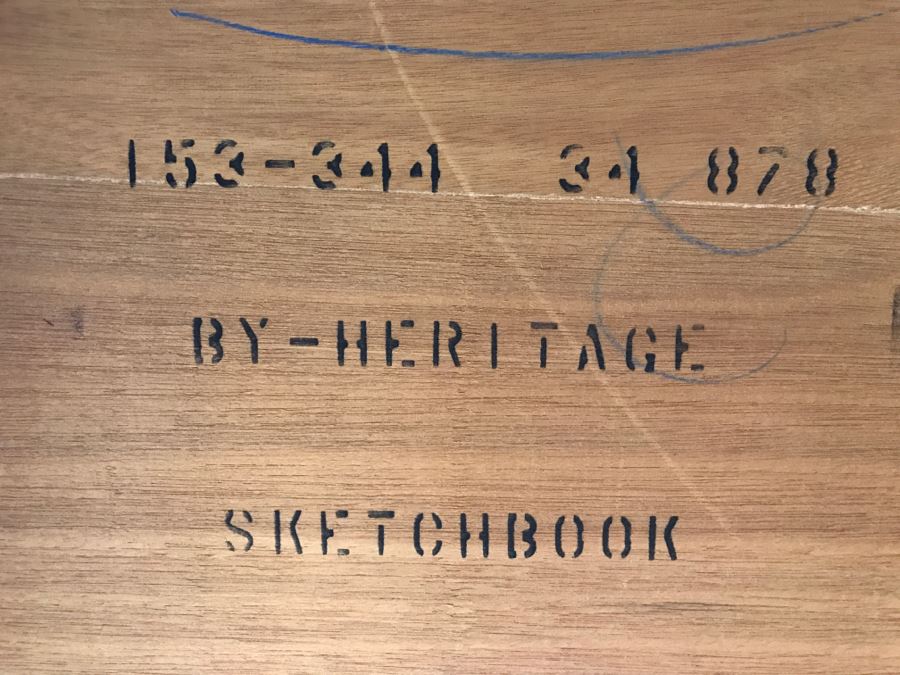 153-344 34 878
BY-HERITAGE
SKETCHBOOK